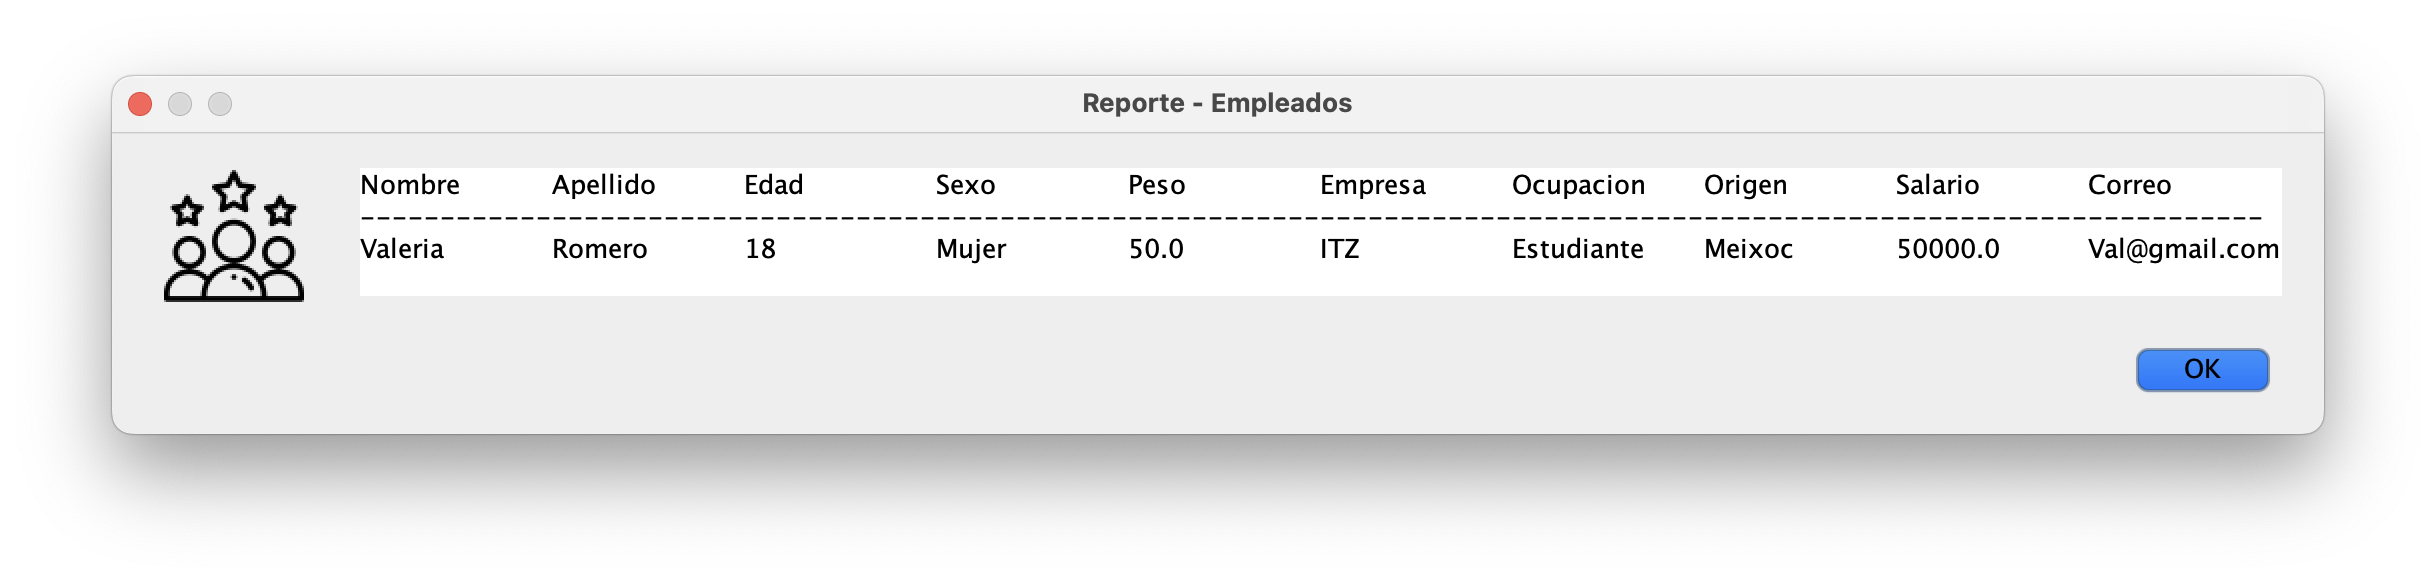 Reporte - Empleados
Nombre Apellido Edad Sexo Peso Empresa Ocupacion Origen Salario Correo
-----------------------------------------------------------------------------------------------------------------------
Valeria Romero 18 Mujer 50.0 ITZ Estudiante Meixoc 50000.0 Val@gmail.com
OK